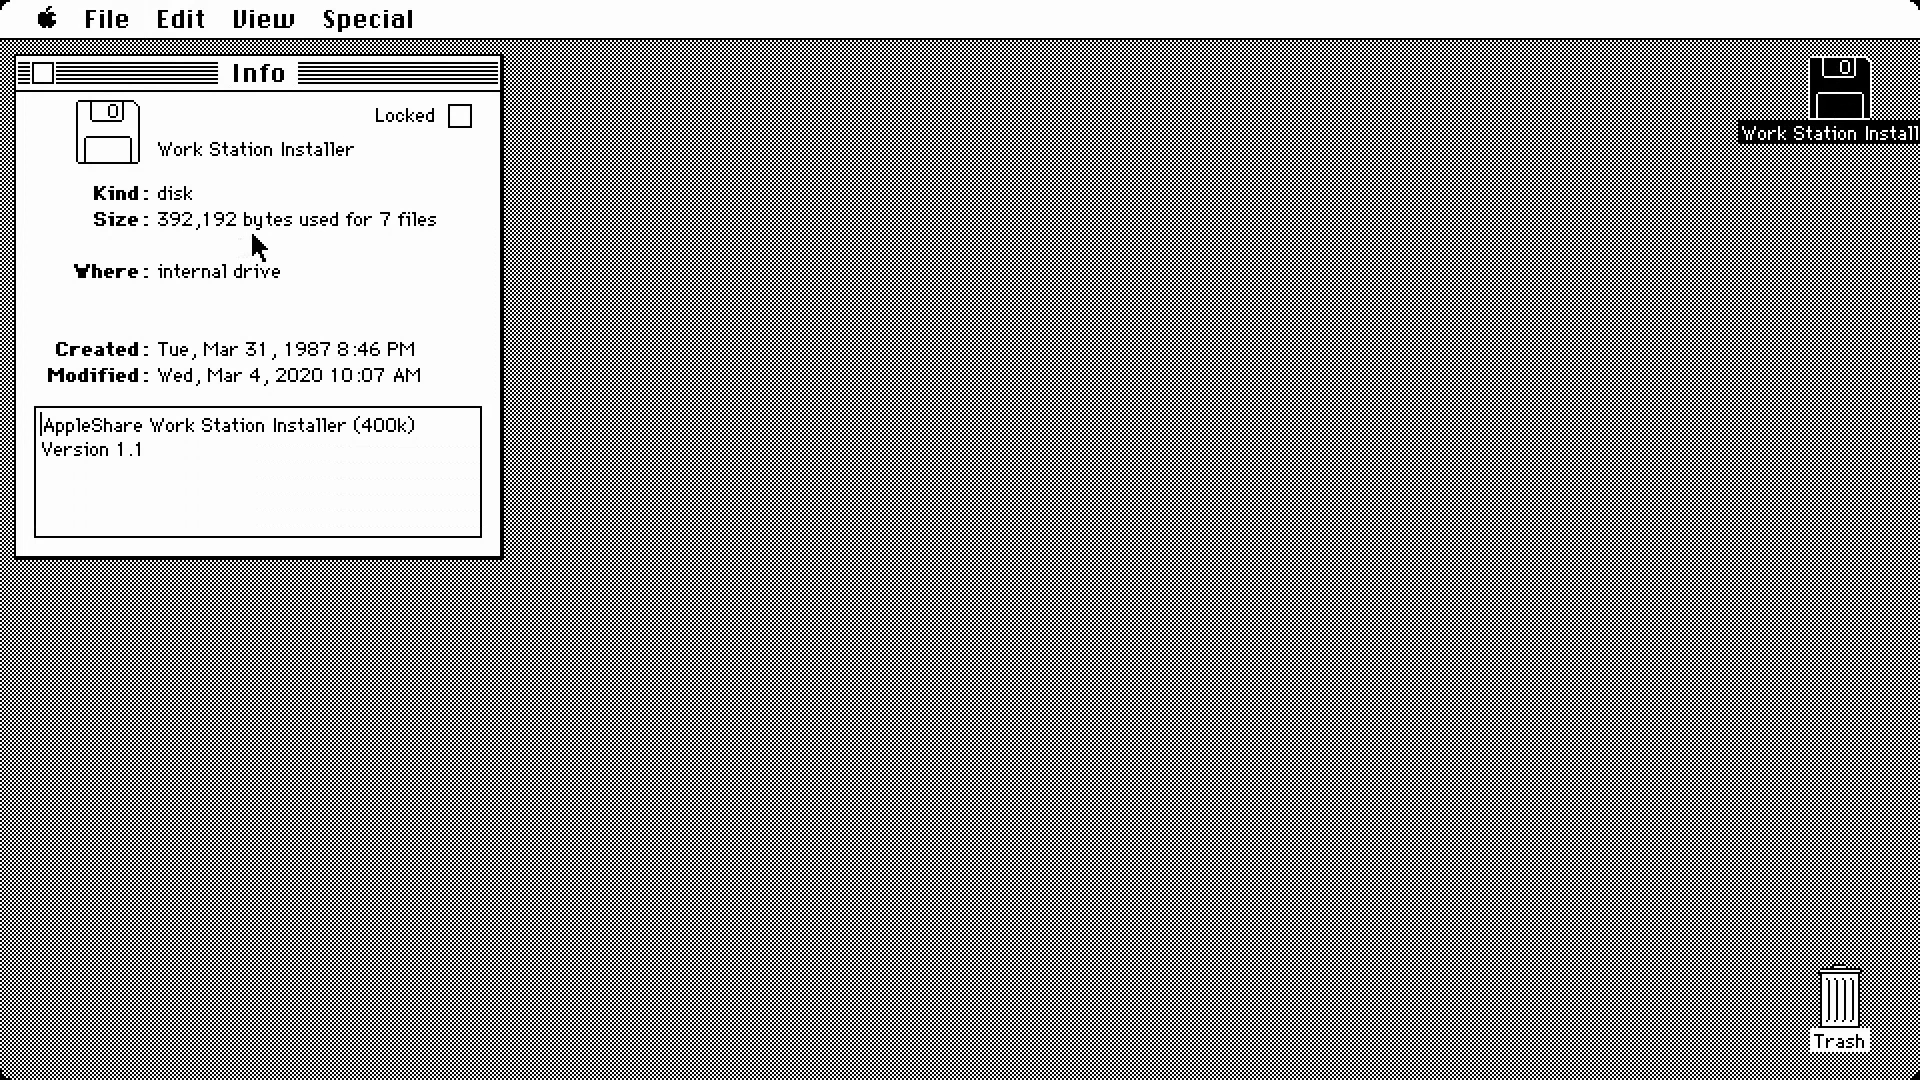 File Edit View Special
Info
0
Locked
Work Station Installer
Kind: disk
Size: 392,192 bytes used for 7 files
Where: internal drive
Created: Tue, Mar 31, 1987 8:46 PM
Modified: Wed, Mar 4, 2020 10:07 AM
AppleShare Work Station Installer (400k)
Version 1.1
0
Work Station Install
Trash